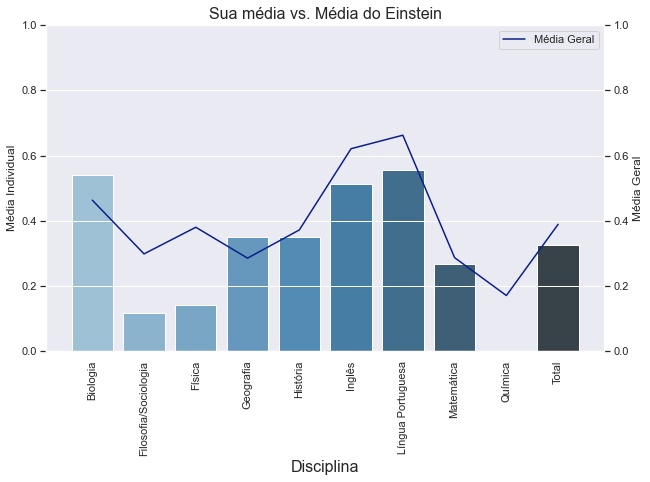 Sua média vs. Média do Einstein
Média Geral
1.0
0.8
0.6
0.4
0.2
0.0
Média Individual
1.0
0.8
0.6
0.4
0.2
0.0
Média Geral
Biologia
Filosofia/Sociologia
Física
Geografia
História
Inglês
Língua Portuguesa
Matemática
Química
Total
Disciplina